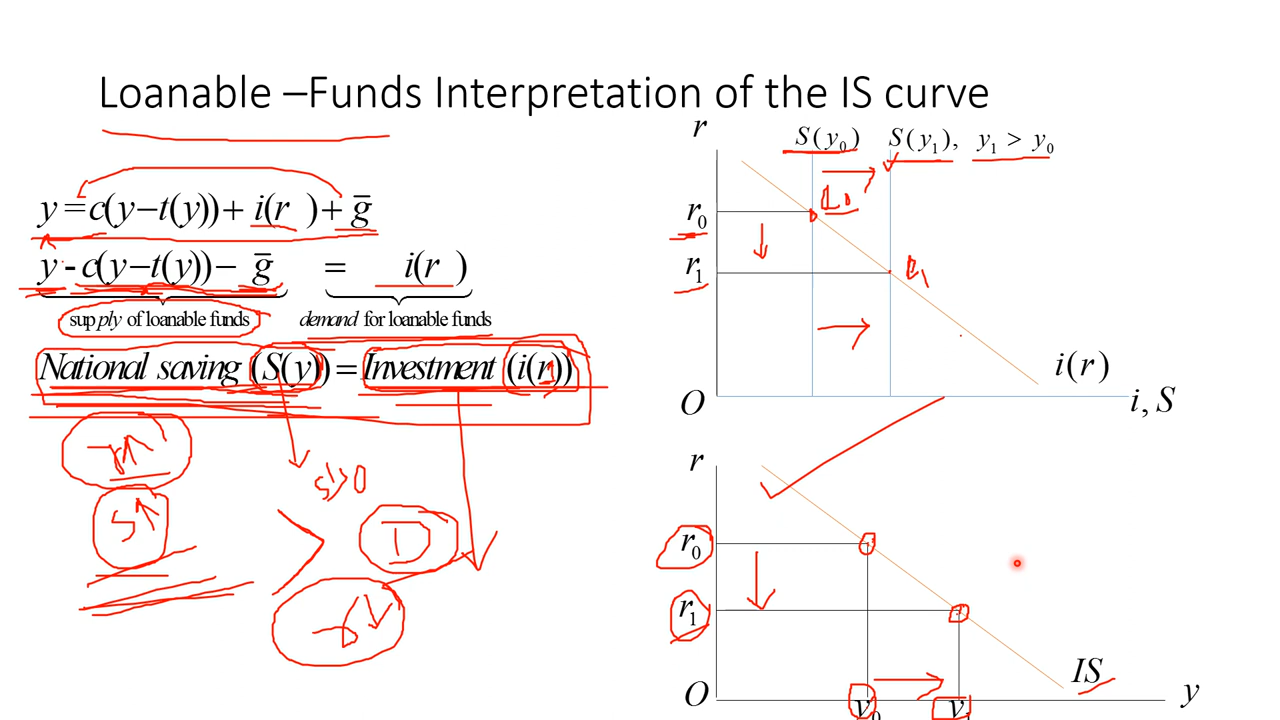 Loanable –Funds Interpretation of the IS curve
y = c(y−t(y)) + i(r ) + g̅
y - c(y−t(y)) − g̅ = i(r )
supply of loanable funds demand for loanable funds
National saving (S(y)) = Investment (i(r))
S↑
S'>0
D
r
S(y₀) S(y₁), y₁ > y₀
r₀
r₁
i(r)
O
i, S
r
r₀
r₁
IS
O
y₀ y₁ y